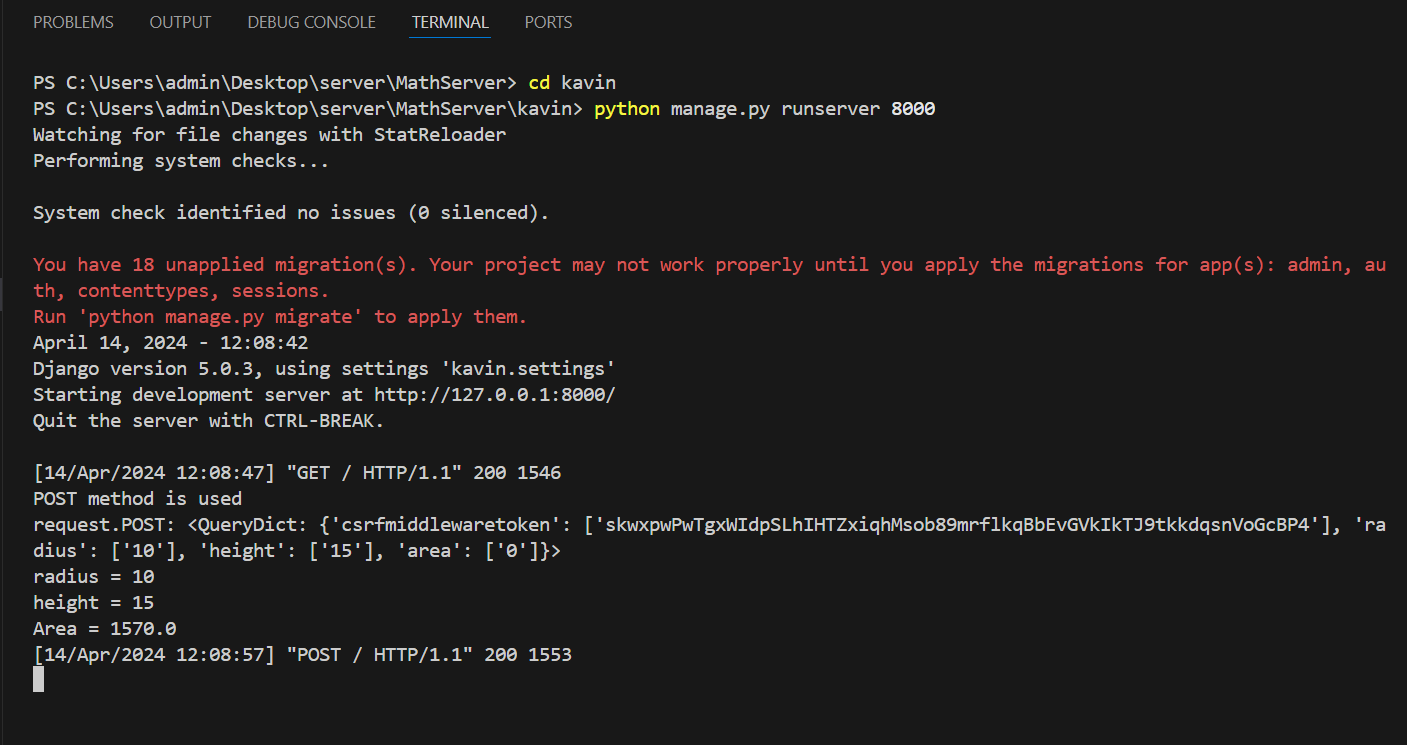 PROBLEMS OUTPUT DEBUG CONSOLE TERMINAL PORTS
PS C:\Users\admin\Desktop\server\MathServer> cd kavin
PS C:\Users\admin\Desktop\server\MathServer\kavin> python manage.py runserver 8000
Watching for file changes with StatReloader
Performing system checks...
System check identified no issues (0 silenced).
You have 18 unapplied migration(s). Your project may not work properly until you apply the migrations for app(s): admin, au
th, contenttypes, sessions.
Run 'python manage.py migrate' to apply them.
April 14, 2024 - 12:08:42
Django version 5.0.3, using settings 'kavin.settings'
Starting development server at http://127.0.0.1:8000/
Quit the server with CTRL-BREAK.
[14/Apr/2024 12:08:47] "GET / HTTP/1.1" 200 1546
POST method is used
request.POST: <QueryDict: {'csrfmiddlewaretoken': ['skwxpwPwTgxWIdpSLhIHTZxiqhMsob89mrflkqBbEvGVkIkTJ9tkkdqsnVoGcBP4'], 'ra
dius': ['10'], 'height': ['15'], 'area': ['0']}>
radius = 10
height = 15
Area = 1570.0
[14/Apr/2024 12:08:57] "POST / HTTP/1.1" 200 1553